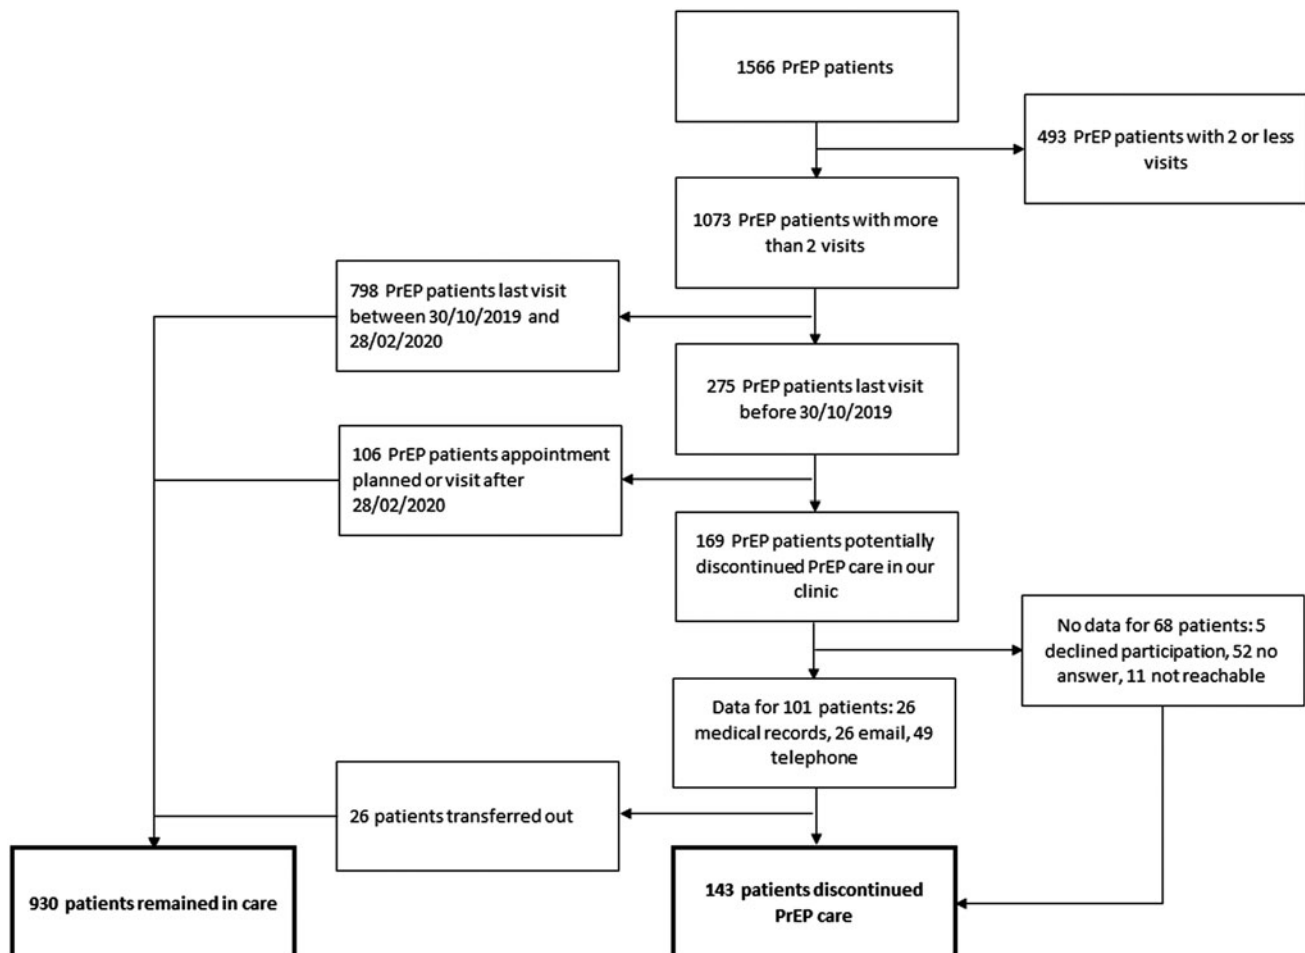 1566 PrEP patients
493 PrEP patients with 2 or less
visits
1073 PrEP patients with more
than 2 visits
798 PrEP patients last visit
between 30/10/2019 and
28/02/2020
275 PrEP patients last visit
before 30/10/2019
106 PrEP patients appointment
planned or visit after
28/02/2020
169 PrEP patients potentially
discontinued PrEP care in our
clinic
No data for 68 patients: 5
declined participation, 52 no
answer, 11 not reachable
Data for 101 patients: 26
medical records, 26 email, 49
telephone
26 patients transferred out
930 patients remained in care
143 patients discontinued
PrEP care